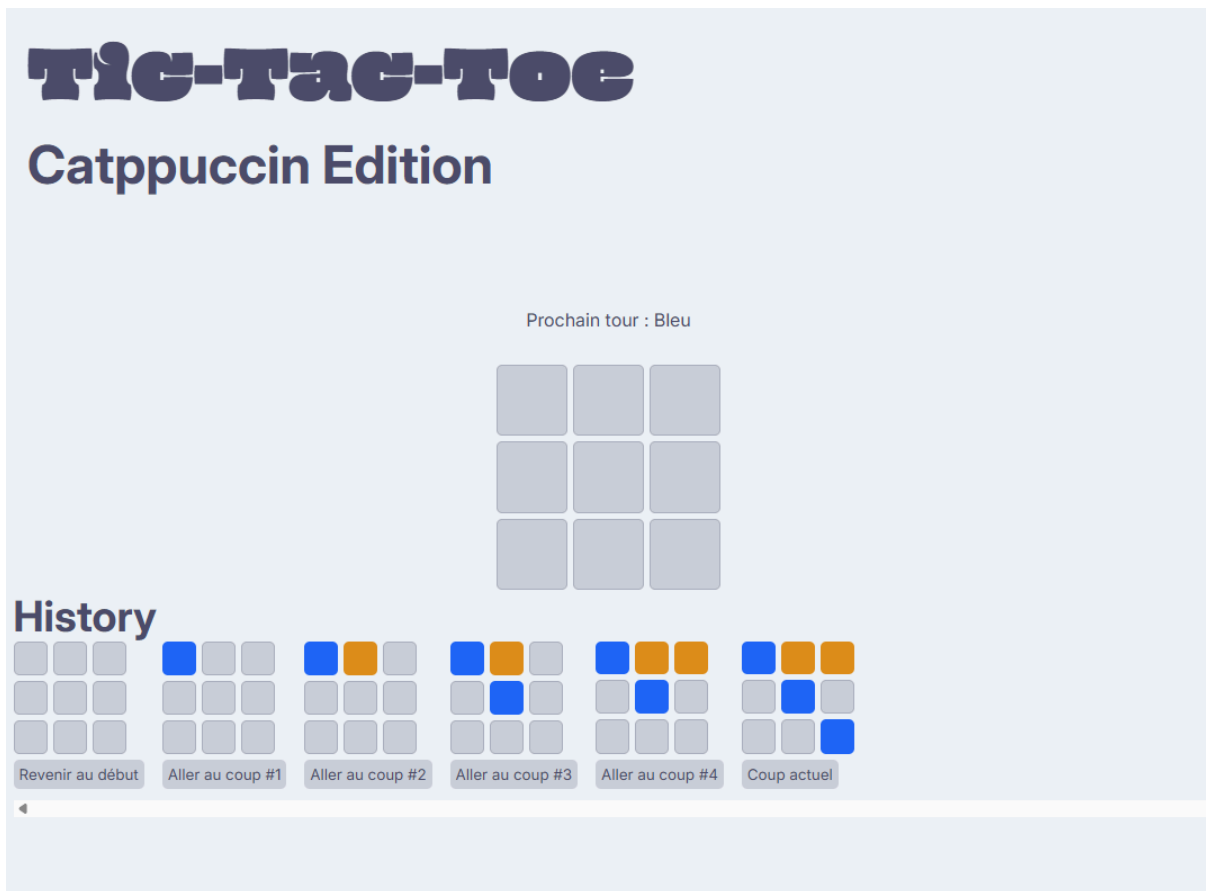 Tic-Tac-Toe
Catppuccin Edition
Prochain tour : Bleu
History
Revenir au début
Aller au coup #1
Aller au coup #2
Aller au coup #3
Aller au coup #4
Coup actuel